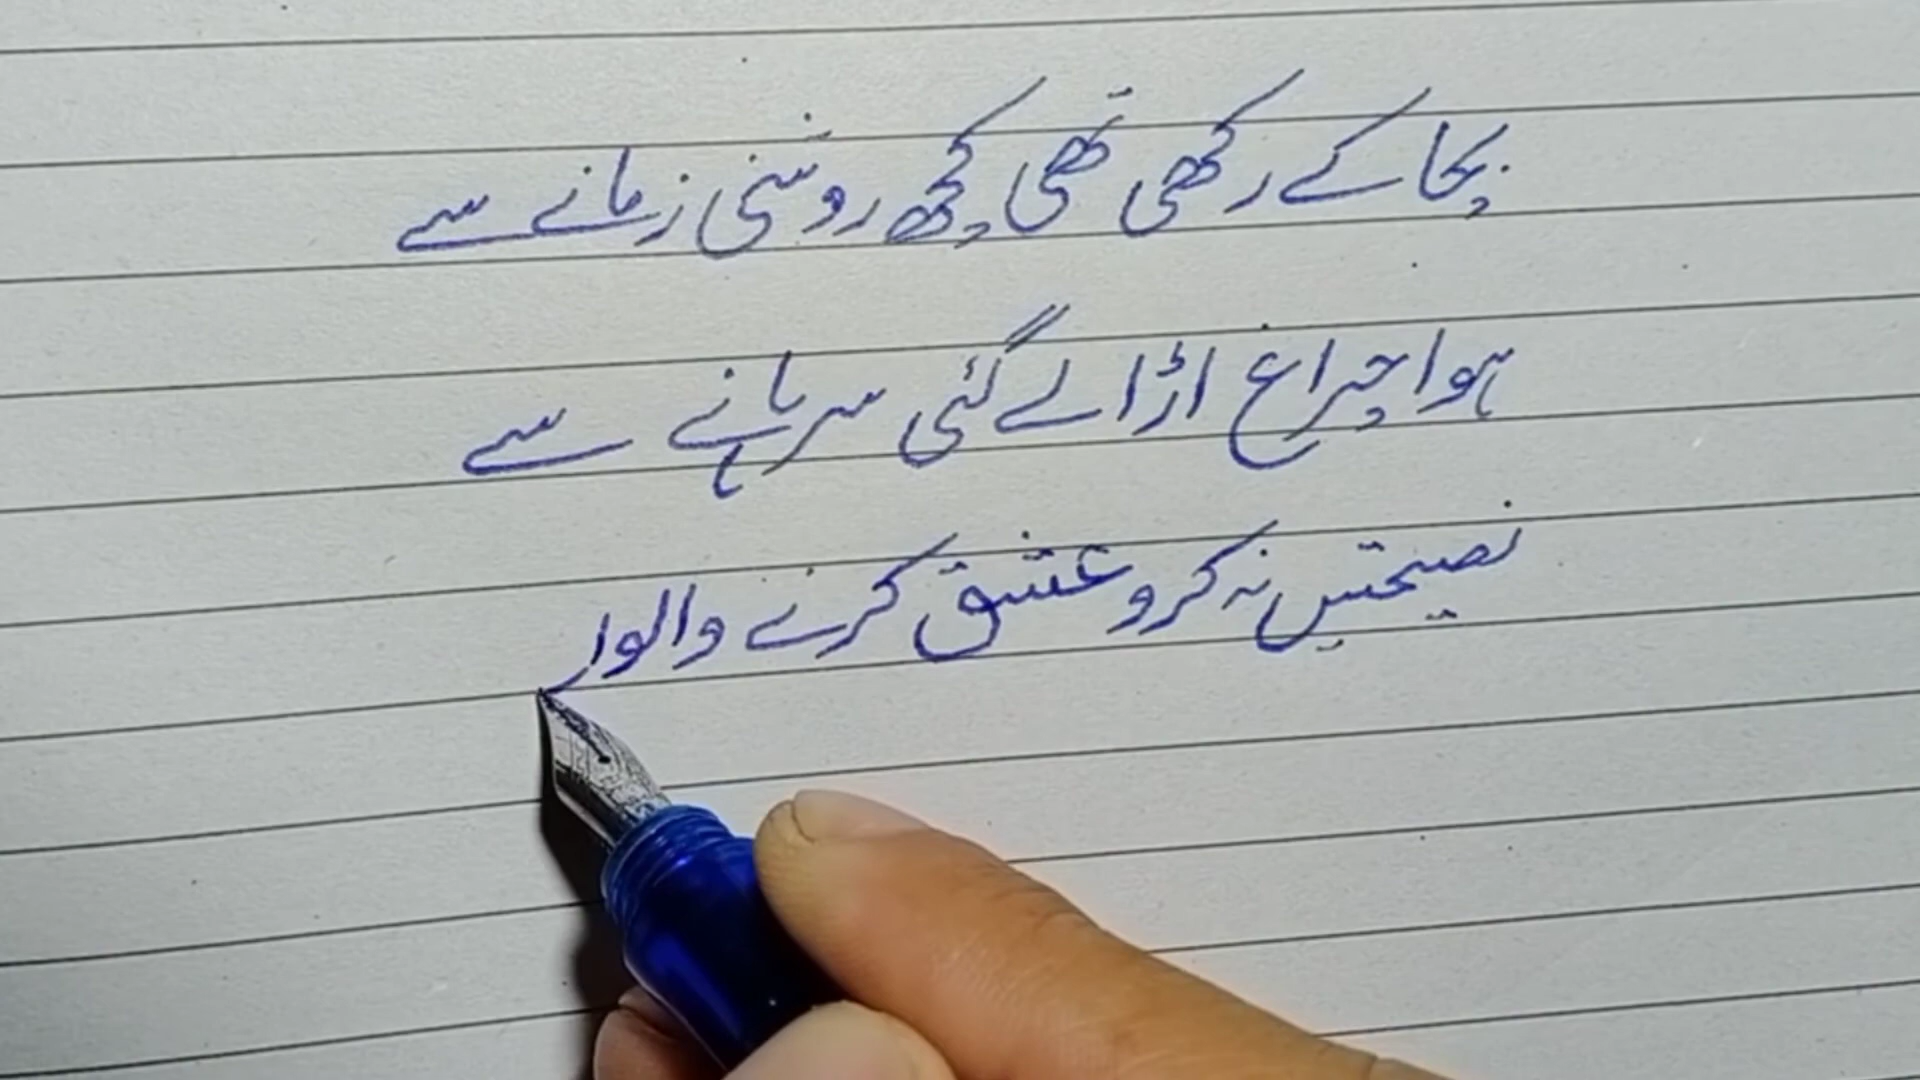 بچا کے رکھی تھی کچھ روشنی زمانے سے
ہوا چراغ اڑا لے گئی سرہانے سے
نصیحتیں نہ کرو عشق کرنے والوں